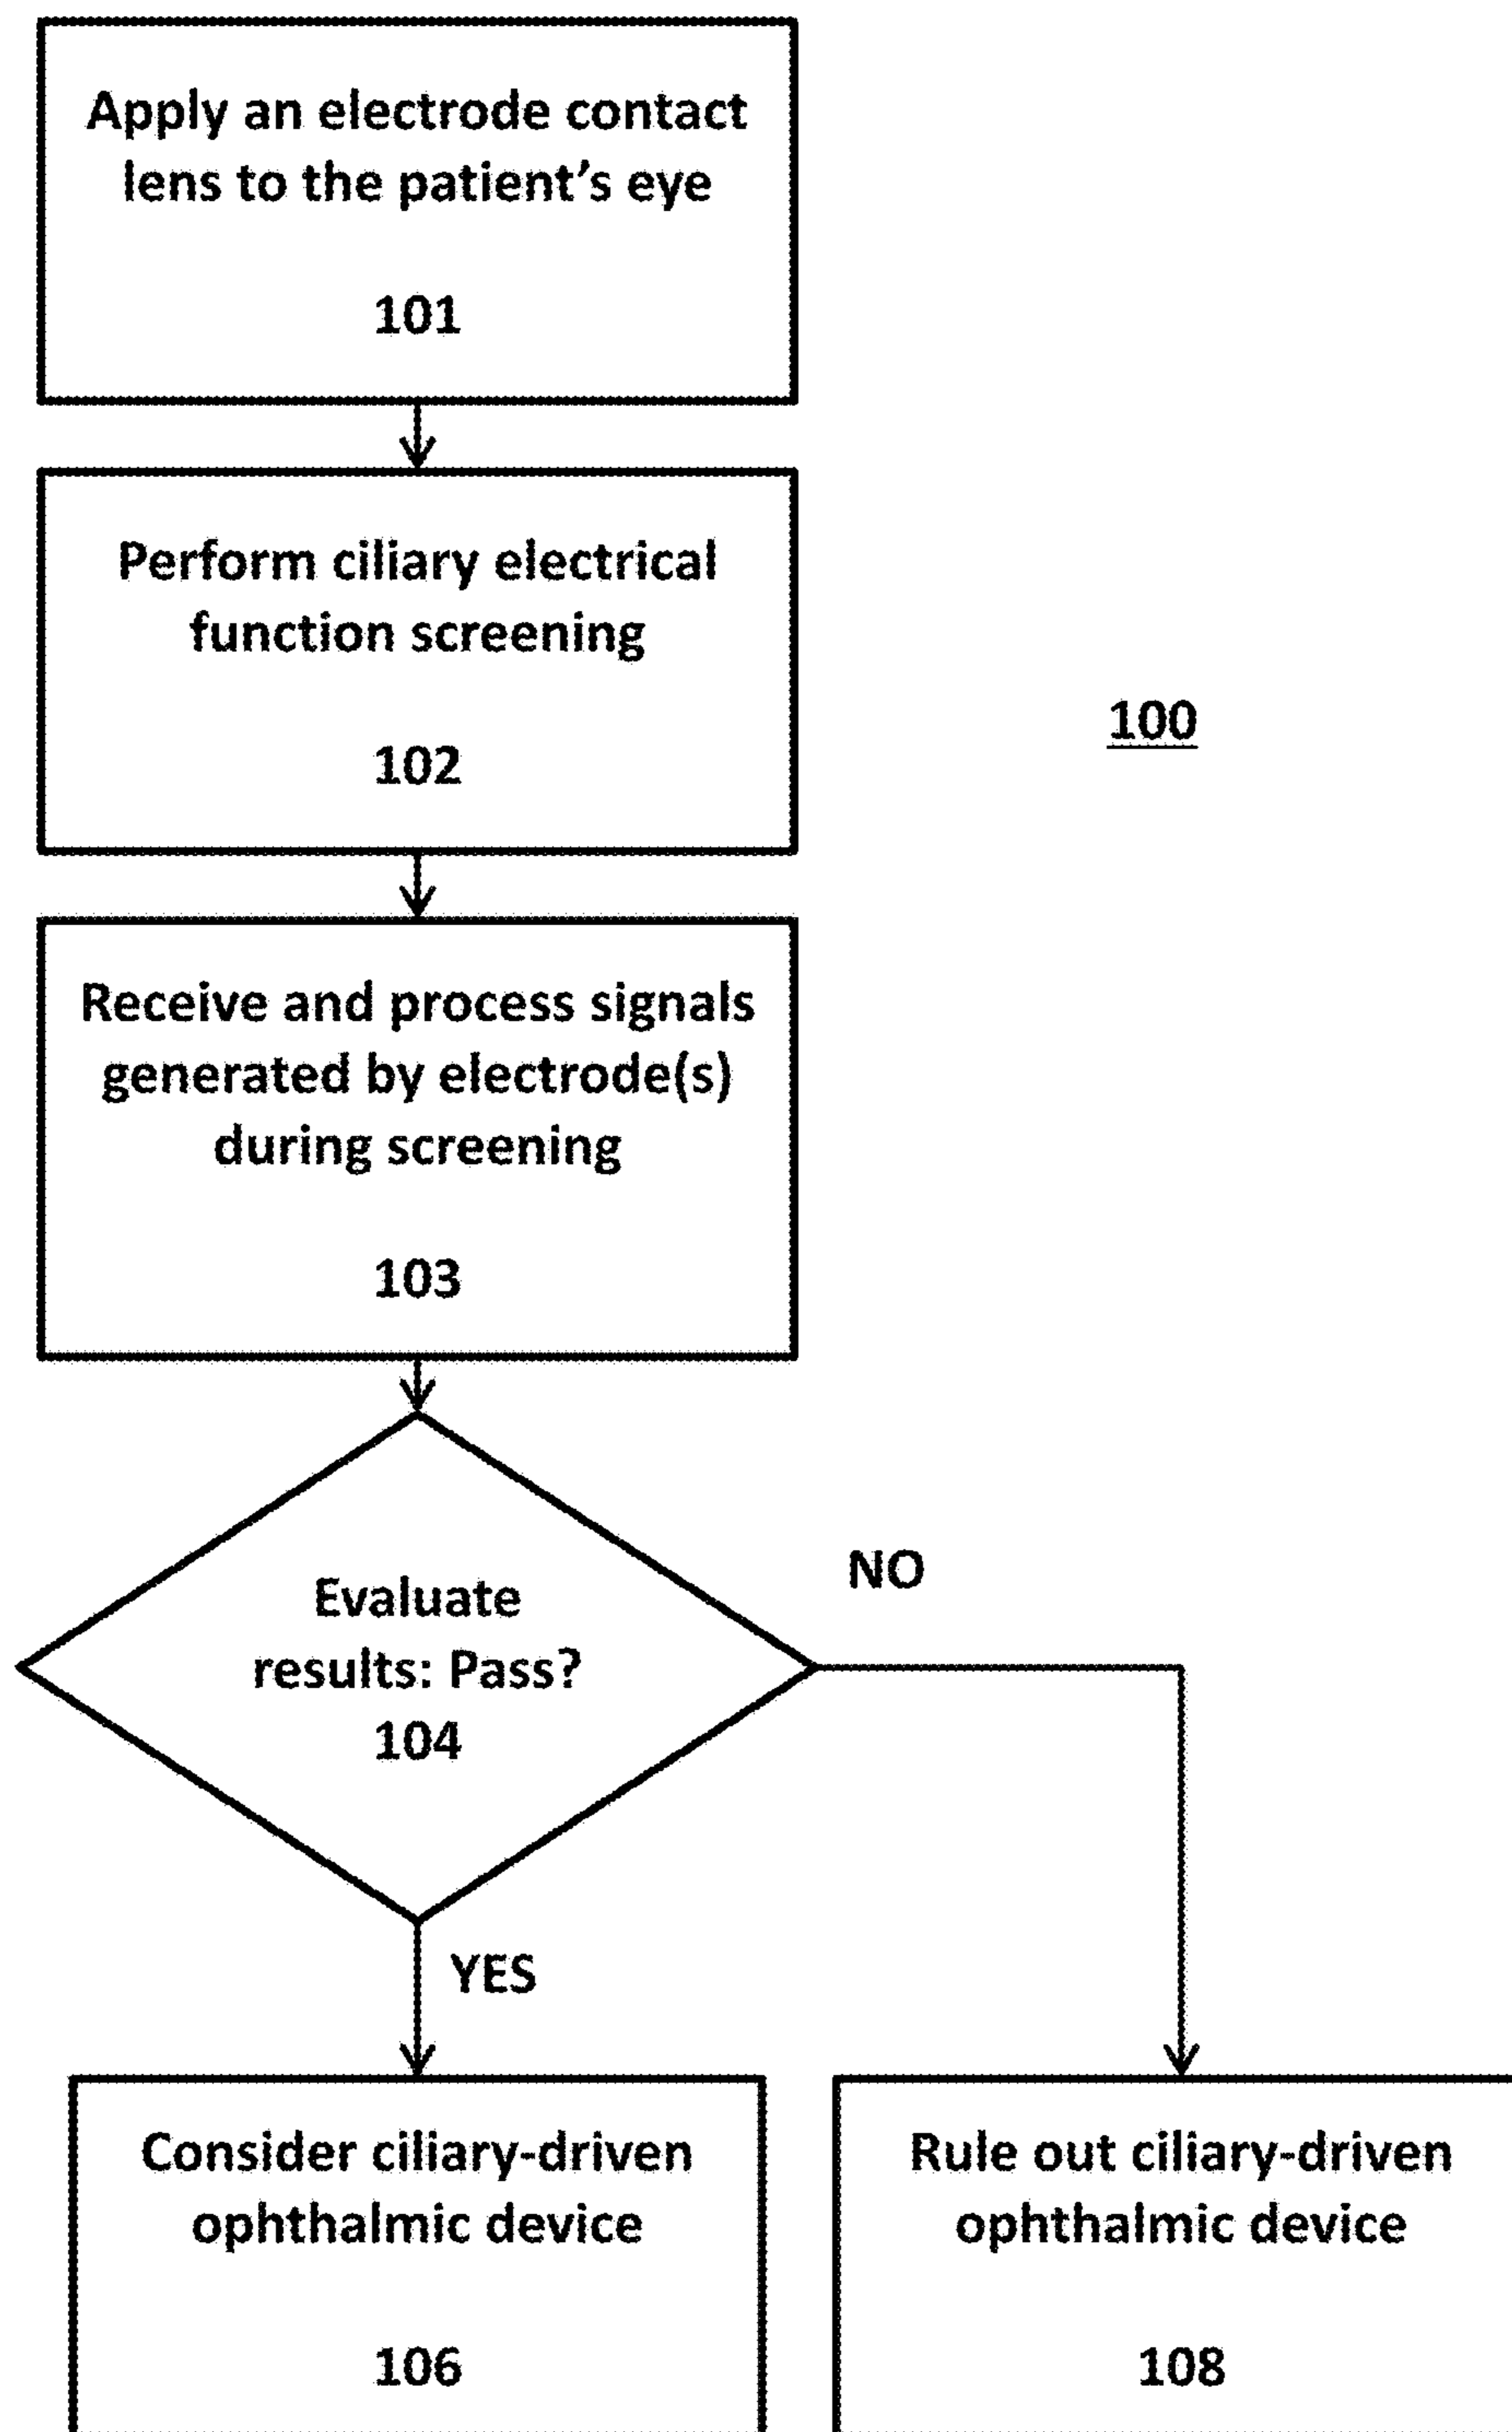 Apply an electrode contact
lens to the patient’s eye
101
Perform ciliary electrical
function screening
102
100
Receive and process signals
generated by electrode(s)
during screening
103
Evaluate
results: Pass?
104
NO
YES
Consider ciliary-driven
ophthalmic device
106
Rule out ciliary-driven
ophthalmic device
108